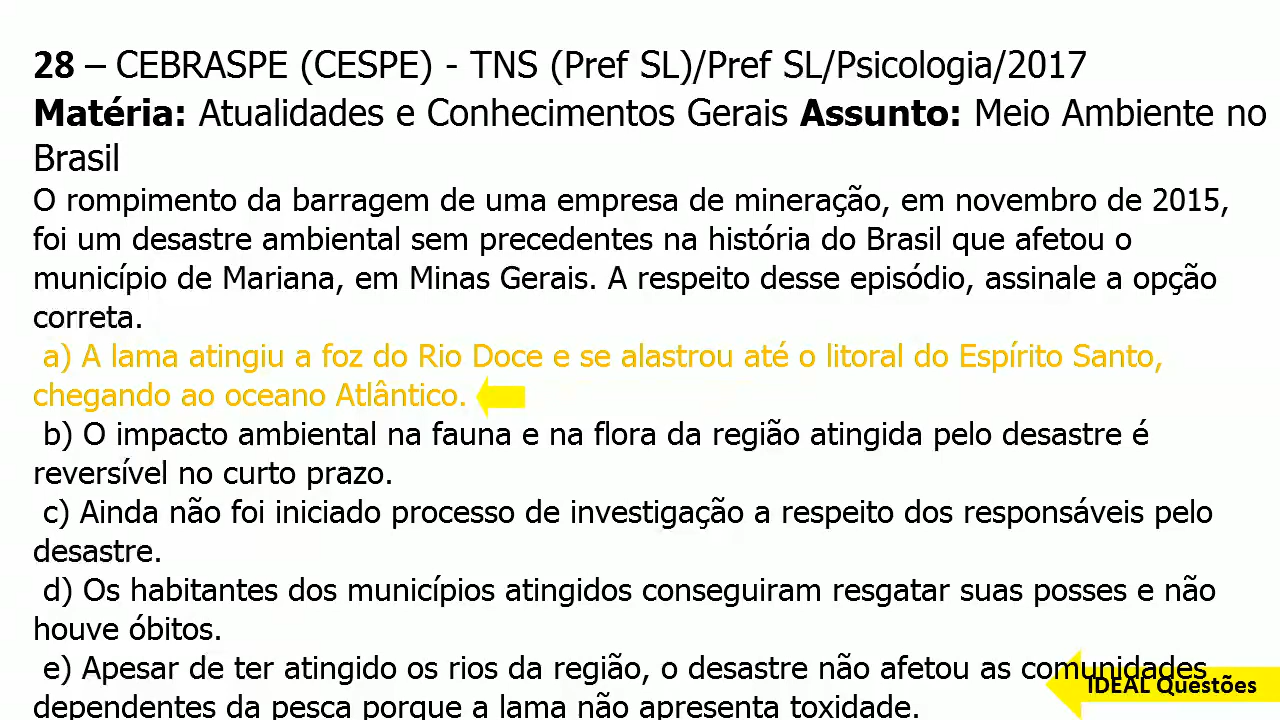 28 – CEBRASPE (CESPE) - TNS (Pref SL)/Pref SL/Psicologia/2017
Matéria: Atualidades e Conhecimentos Gerais Assunto: Meio Ambiente no
Brasil
O rompimento da barragem de uma empresa de mineração, em novembro de 2015,
foi um desastre ambiental sem precedentes na história do Brasil que afetou o
município de Mariana, em Minas Gerais. A respeito desse episódio, assinale a opção
correta.
a) A lama atingiu a foz do Rio Doce e se alastrou até o litoral do Espírito Santo,
chegando ao oceano Atlântico.
b) O impacto ambiental na fauna e na flora da região atingida pelo desastre é
reversível no curto prazo.
c) Ainda não foi iniciado processo de investigação a respeito dos responsáveis pelo
desastre.
d) Os habitantes dos municípios atingidos conseguiram resgatar suas posses e não
houve óbitos.
e) Apesar de ter atingido os rios da região, o desastre não afetou as comunidades
dependentes da pesca porque a lama não apresenta toxidade.
IDEAL Questões